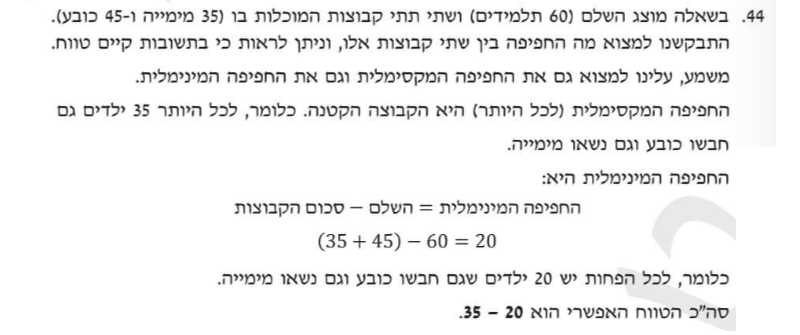 44. בשאלה מוצג השלם (60 תלמידים) ושתי תתי קבוצות המוכלות בו (35 מימייה ו-45 כובע).
התבקשנו למצוא מה החפיפה בין שתי קבוצות אלו, וניתן לראות כי בתשובות קיים טווח.
משמע, עלינו למצוא גם את החפיפה המקסימלית וגם את החפיפה המינימלית.
החפיפה המקסימלית (לכל היותר) היא הקבוצה הקטנה. כלומר, לכל היותר 35 ילדים גם
חבשו כובע וגם נשאו מימייה.
החפיפה המינימלית היא:
החפיפה המינימלית = השלם – סכום הקבוצות
(35 + 45) – 60 = 20
כלומר, לכל הפחות יש 20 ילדים שגם חבשו כובע וגם נשאו מימייה.
סה"כ הטווח האפשרי הוא 20 – 35.